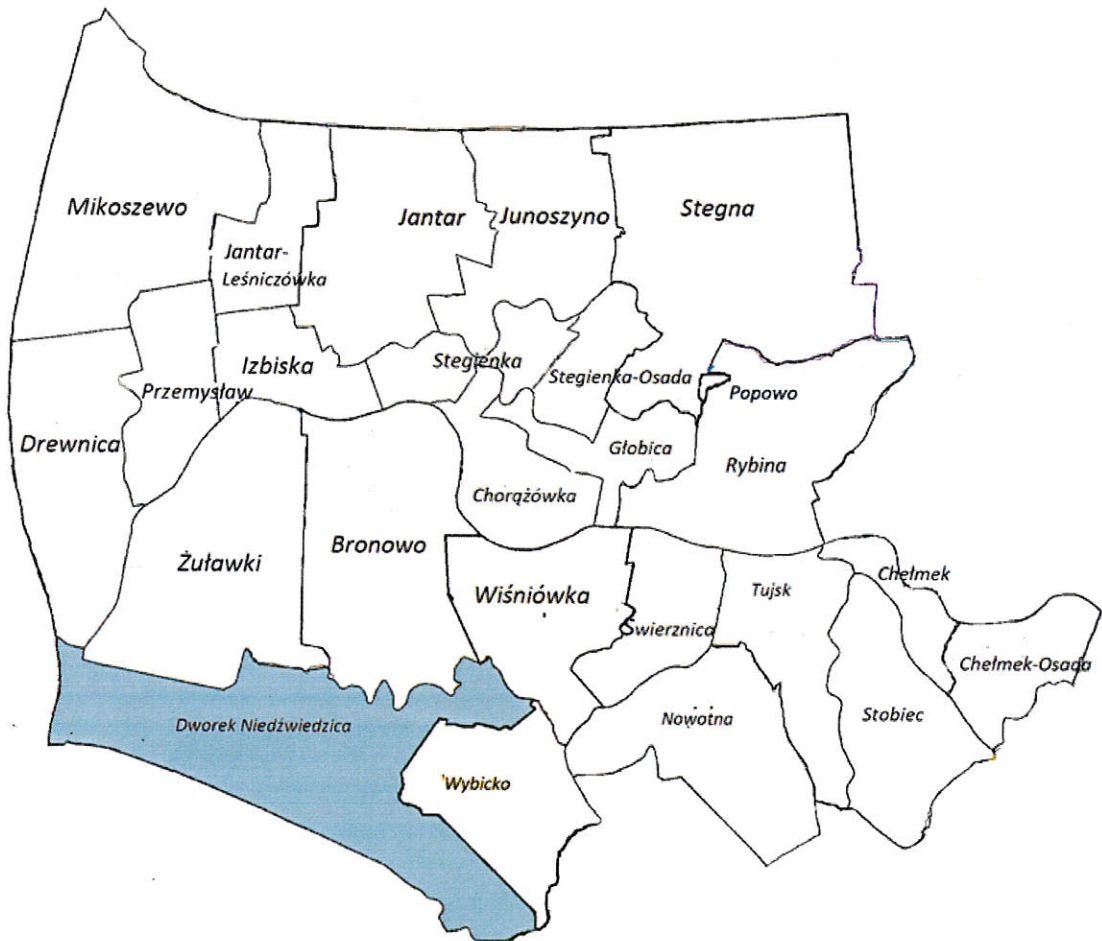 Mikoszewo
Jantar
Junoszyno
Stegna
Jantar-
Leśniczówka
Izbiska
Stegienka
Stegienka-Osada
Przemysław
Popowo
Drewnica
Głobica
Rybina
Chorążówka
Żuławki
Bronowo
Wiśniówka
Tujsk
Chełmek
Świerznica
Chełmek-Osada
Dworek Niedźwiedzica
Nowotna
Stobiec
Wybicko